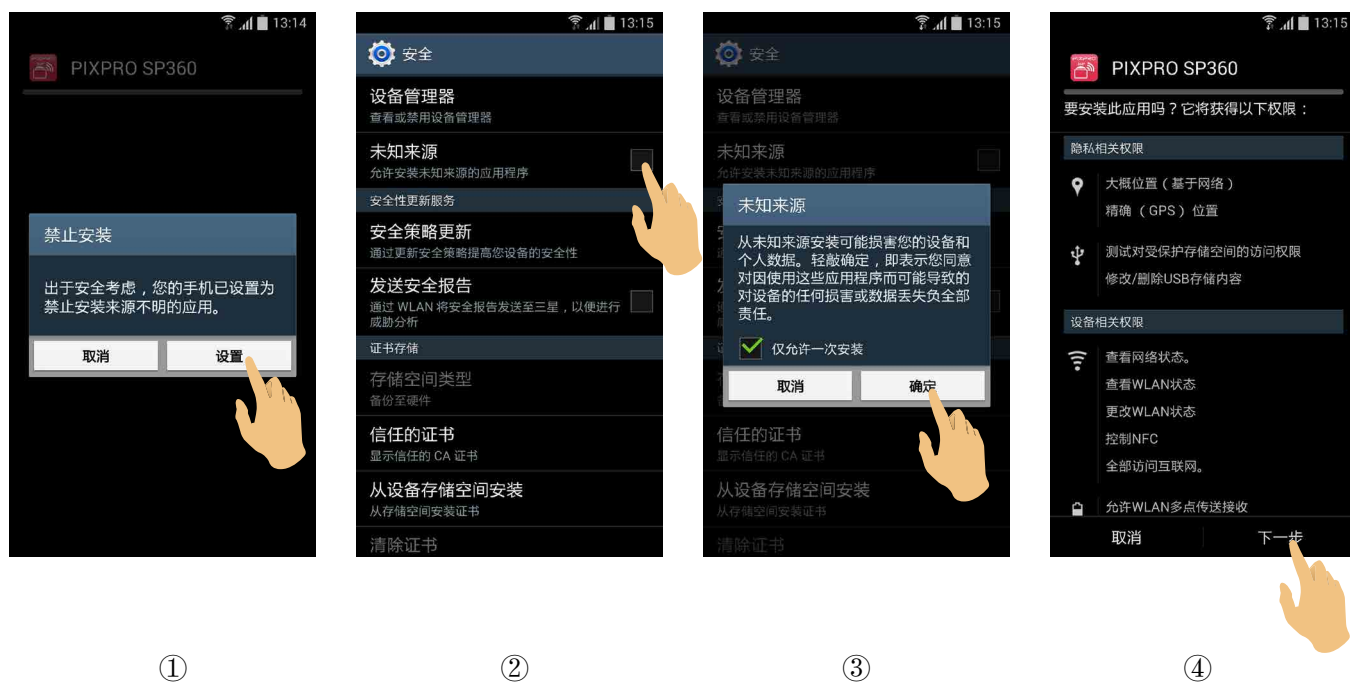 13:14
PIXPRO SP360
禁止安装
出于安全考虑，您的手机已设置为
禁止安装来源不明的应用。
取消
设置
①
13:15
安全
设备管理器
查看或禁用设备管理器
未知来源
允许安装未知来源的应用程序
安全性更新服务
安全策略更新
通过更新安全策略提高您设备的安全性
发送安全报告
通过 WLAN 将安全报告发送至三星，以便进行
威胁分析
证书存储
存储空间类型
备份至硬件
信任的证书
显示信任的 CA 证书
从设备存储空间安装
从存储空间安装证书
清除证书
②
13:15
安全
设备管理器
查看或禁用设备管理器
未知来源
允许安装未知来源的应用程序
未知来源
从未知来源安装可能损害您的设备和
个人数据。轻敲确定，即表示您同意
对因使用这些应用程序而可能导致的
对设备的任何损害或数据丢失负全部
责任。
仅允许一次安装
取消
确定
信任的证书
显示信任的 CA 证书
从设备存储空间安装
从存储空间安装证书
清除证书
③
13:15
PIXPRO SP360
要安装此应用吗？它将获得以下权限：
隐私相关权限
大概位置（基于网络）
精确（GPS）位置
测试对受保护存储空间的访问权限
修改/删除USB存储内容
设备相关权限
查看网络状态。
查看WLAN状态
更改WLAN状态
控制NFC
全部访问互联网。
允许WLAN多点传送接收
取消
下一步
④